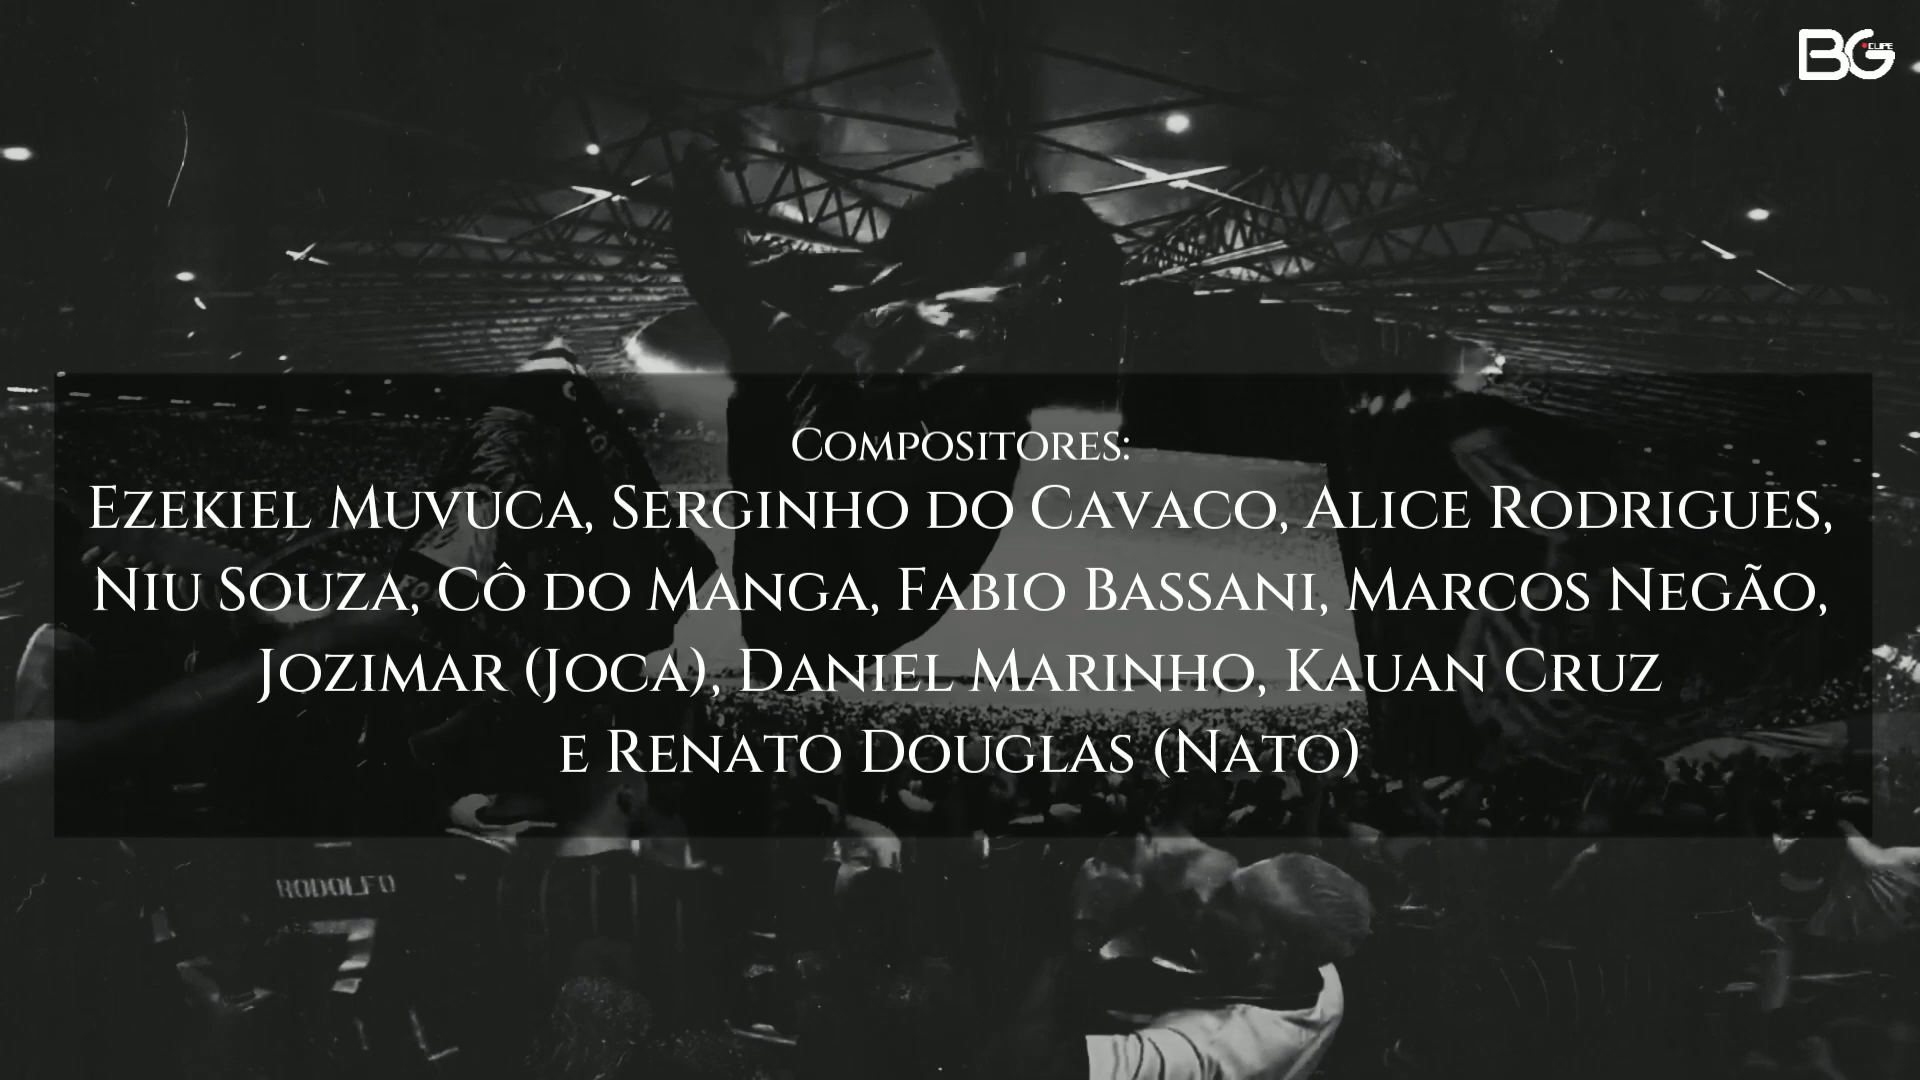 BG CLIPE
Compositores:
Ezekiel Muvuca, Serginho do Cavaco, Alice Rodrigues,
Niu Souza, Cô do Manga, Fabio Bassani, Marcos Negão,
Jozimar (Joca), Daniel Marinho, Kauan Cruz
e Renato Douglas (Nato)
RODOLFO